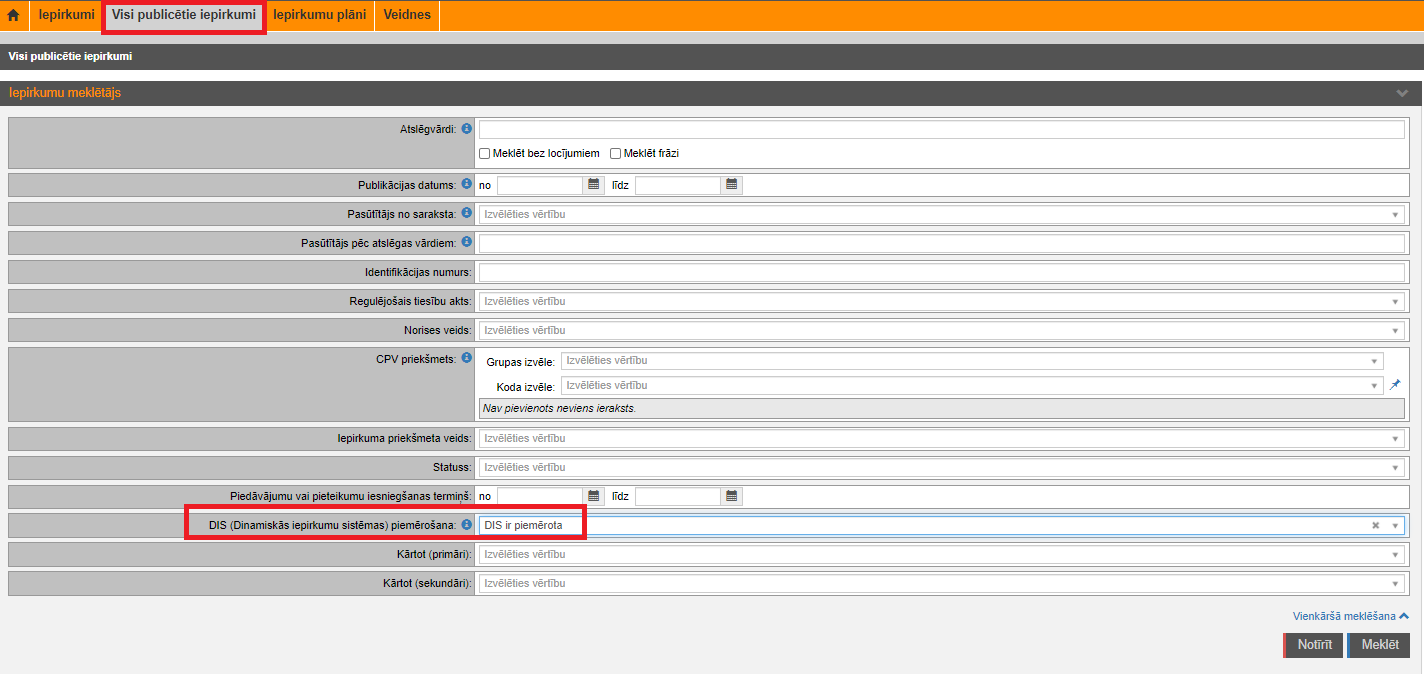 Iepirkumi Visi publicētie iepirkumi Iepirkumu plāni Veidnes
Visi publicētie iepirkumi
Iepirkumu meklētājs
Atslēgvārdi:
Meklēt bez locījumiem Meklēt frāzi
Publikācijas datums: no līdz
Pasūtītājs no saraksta: Izvēlēties vērtību
Pasūtītājs pēc atslēgas vārdiem:
Identifikācijas numurs:
Regulējošais tiesību akts: Izvēlēties vērtību
Norises veids: Izvēlēties vērtību
CPV priekšmets: Grupas izvēle: Izvēlēties vērtību
Koda izvēle: Izvēlēties vērtību
Nav pievienots neviens ieraksts.
Iepirkuma priekšmeta veids: Izvēlēties vērtību
Statuss: Izvēlēties vērtību
Piedāvājumu vai pieteikumu iesniegšanas termiņš: no līdz
DIS (Dinamiskās iepirkumu sistēmas) piemērošana: DIS ir piemērota
Kārtot (primāri): Izvēlēties vērtību
Kārtot (sekundāri): Izvēlēties vērtību
Vienkāršā meklēšana
Notīrīt Meklēt